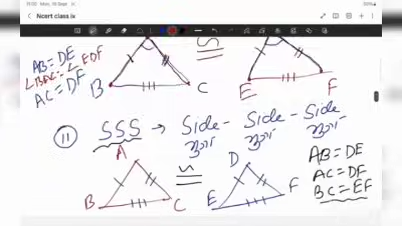 Ncert class ix
AB=DE
∠BAC=∠EDF
AC=DF
B
C
≅
E
F
(ii) SSS → Side - Side - Side
भुजा भुजा भुजा
A
B
C
≅
D
E
F
AB=DE
AC=DF
BC=EF